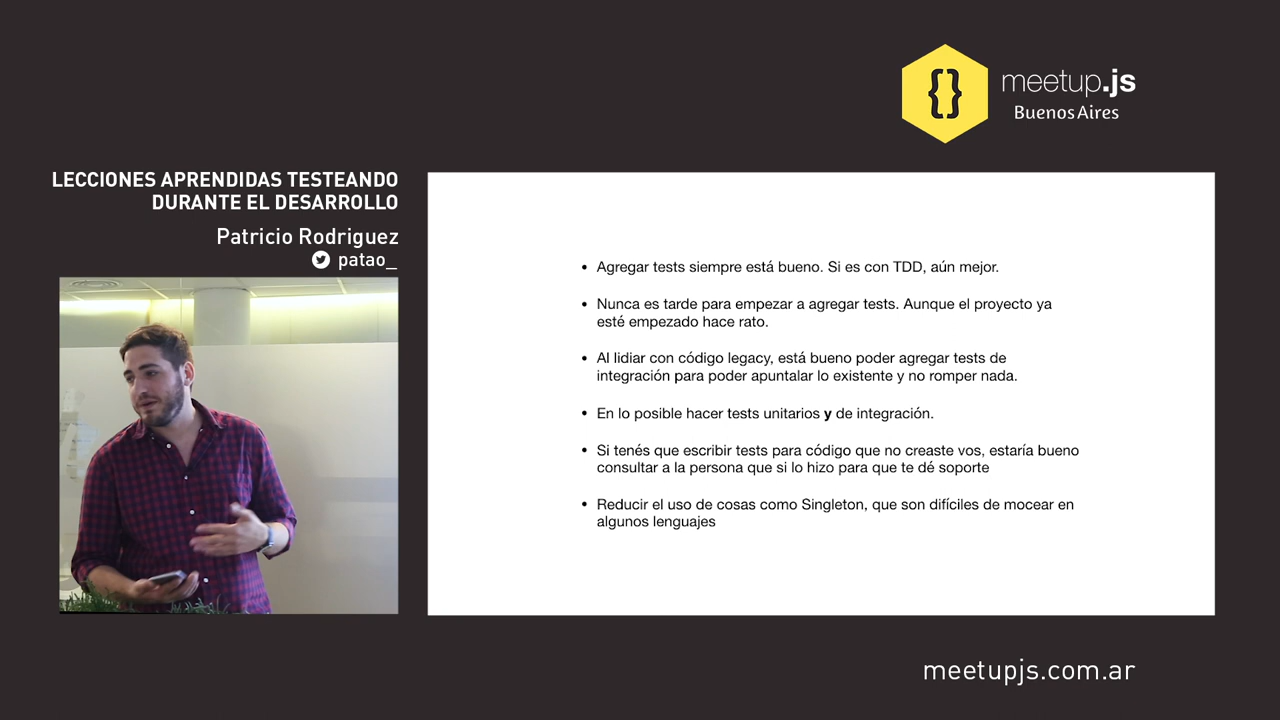 {}
meetup.js
Buenos Aires
LECCIONES APRENDIDAS TESTEANDO
DURANTE EL DESARROLLO
Patricio Rodriguez
patao_
• Agregar tests siempre está bueno. Si es con TDD, aún mejor.
• Nunca es tarde para empezar a agregar tests. Aunque el proyecto ya
esté empezado hace rato.
• Al lidiar con código legacy, está bueno poder agregar tests de
integración para poder apuntalar lo existente y no romper nada.
• En lo posible hacer tests unitarios y de integración.
• Si tenés que escribir tests para código que no creaste vos, estaría bueno
consultar a la persona que si lo hizo para que te dé soporte
• Reducir el uso de cosas como Singleton, que son difíciles de mocear en
algunos lenguajes
meetupjs.com.ar